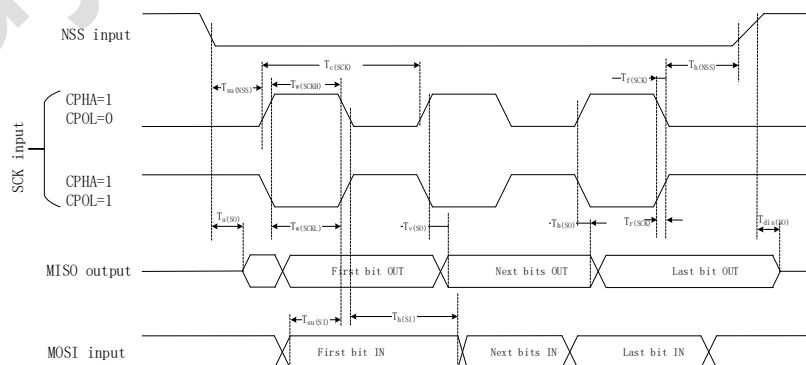 NSS input
Tc(SCK)
Th(NSS)
Tf(SCK)
Tsu(NSS)
Tw(SCKH)
CPHA=1
CPOL=0
SCK input
CPHA=1
CPOL=1
Ta(SO)
Tw(SCKL)
Tv(SO)
Th(SO)
Tr(SCK)
Tdis(SO)
MISO output
First bit OUT
Next bits OUT
Last bit OUT
Tsu(SI)
Th(SI)
MOSI input
First bit IN
Next bits IN
Last bit IN